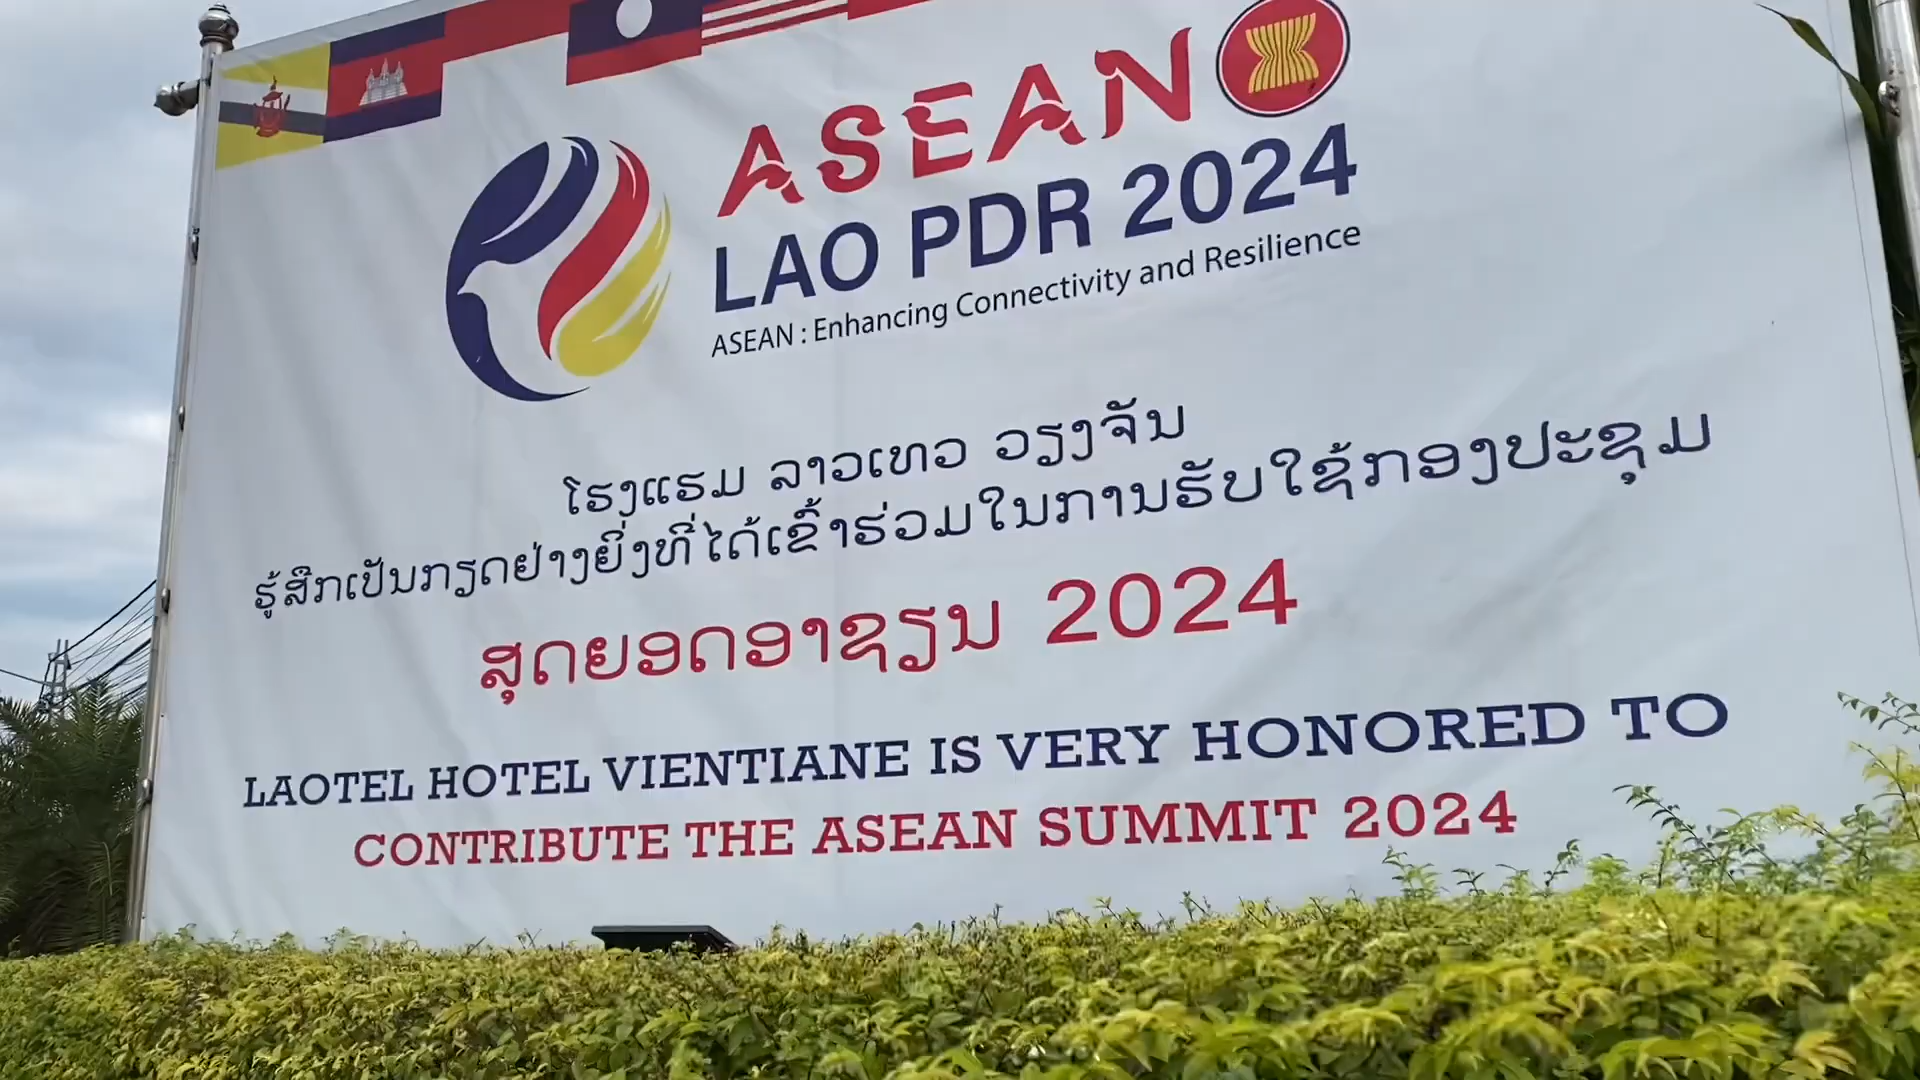 ASEAN
LAO PDR 2024
ASEAN : Enhancing Connectivity and Resilience
ໂຮງແຮມ ລາວເທວ ວຽງຈັນ
ຮູ້ສືກເປັນກຽດຢ່າງຍິ່ງທີ່ໄດ້ເຂົ້າຮ່ວມໃນການຮັບໃຊ້ກອງປະຊຸມ
ສຸດຍອດອາຊຽນ 2024
LAOTEL HOTEL VIENTIANE IS VERY HONORED TO
CONTRIBUTE THE ASEAN SUMMIT 2024